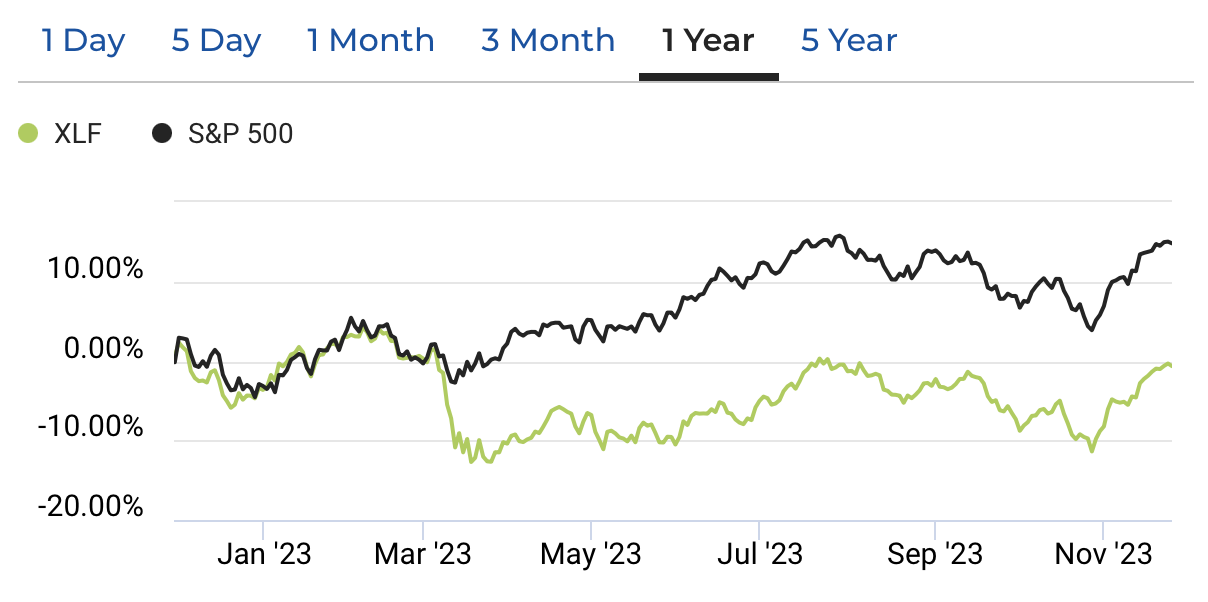 1 Day 5 Day 1 Month 3 Month 1 Year 5 Year
XLF S&P 500
10.00%
0.00%
-10.00%
-20.00%
Jan '23 Mar '23 May '23 Jul '23 Sep '23 Nov '23